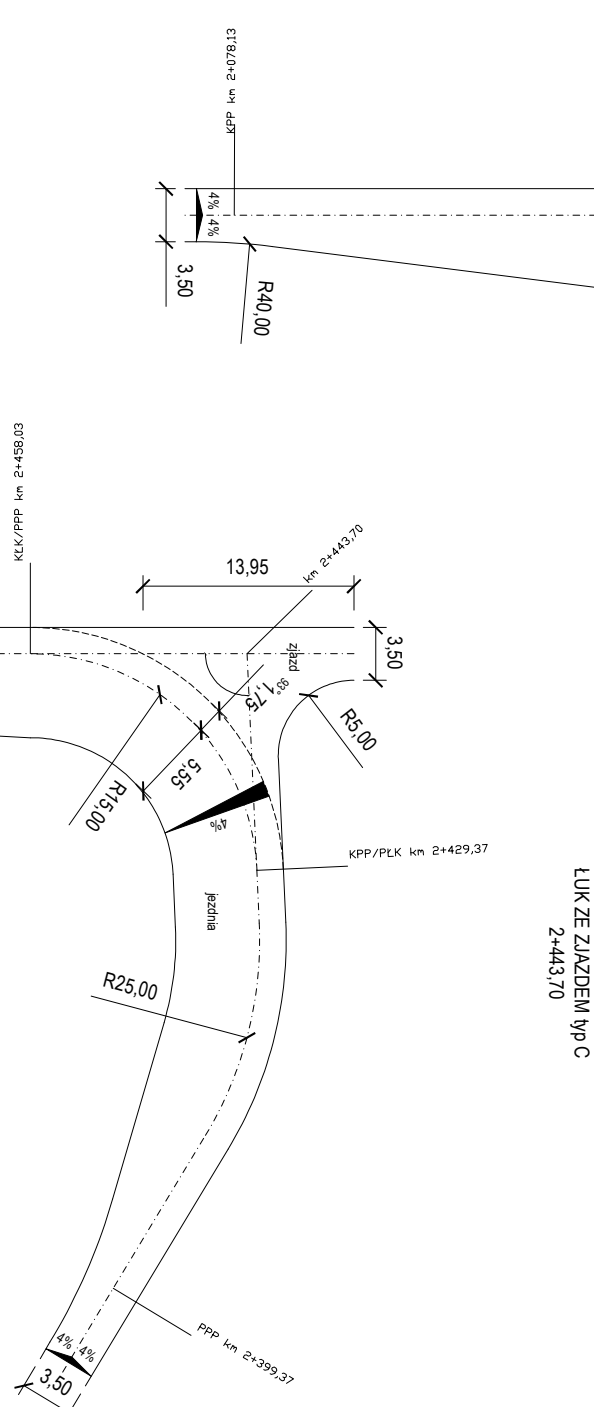 KPP km 2+078,13
4% 4%
3,50
R40,00
KŁK/PPP km 2+458,03
13,95
km 2+443,70
3,50
zjazd
93°
1,75
R5,00
5,55
R15,00
4%
KPP/PŁK km 2+429,37
jezdnia
ŁUK ZE ZJAZDEM typ C
2+443,70
R25,00
PPP km 2+399,37
4% 4%
3,50